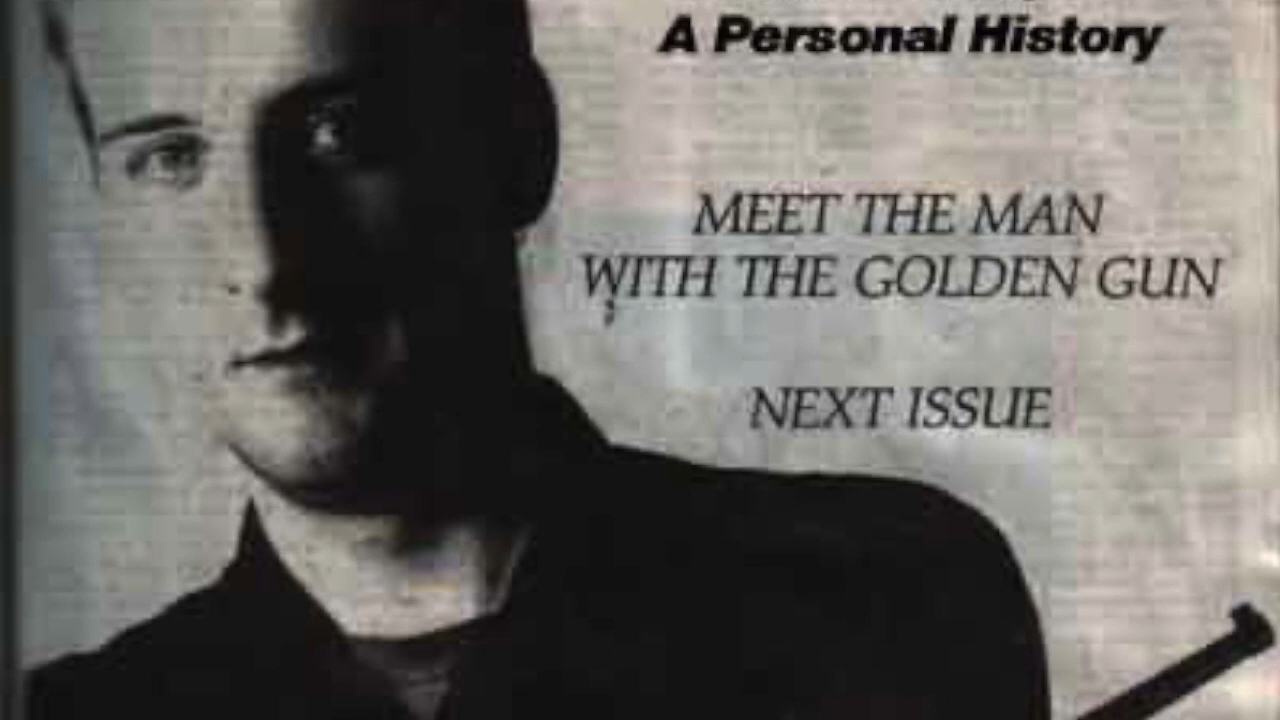 A Personal History
MEET THE MAN
WITH THE GOLDEN GUN
NEXT ISSUE